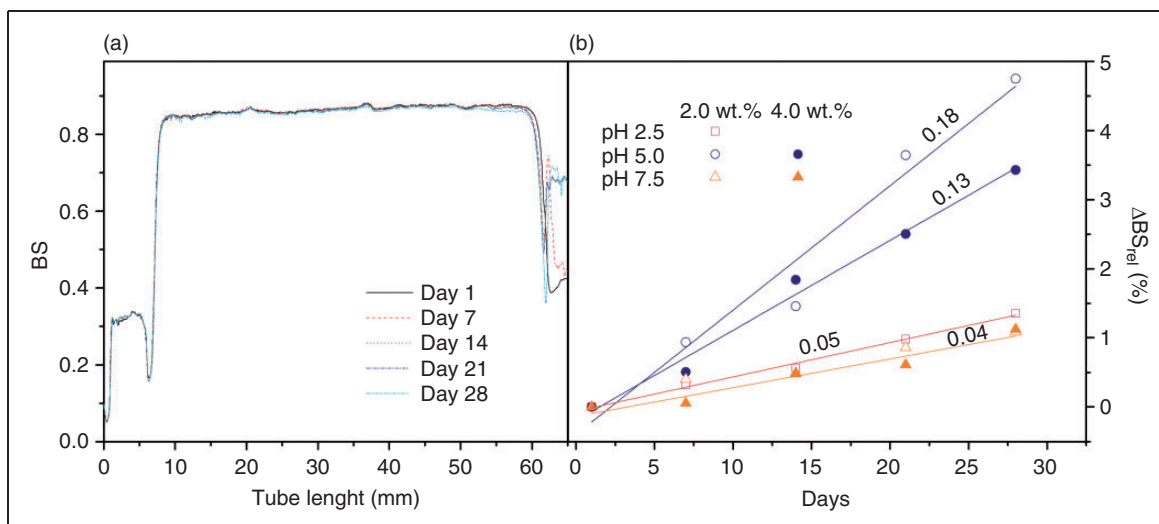 (a)
BS
0.8
0.6
0.4
0.2
0.0
0 10 20 30 40 50 60
Tube lenght (mm)
Day 1
Day 7
Day 14
Day 21
Day 28
(b)
2.0 wt.% 4.0 wt.%
pH 2.5
pH 5.0
pH 7.5
0.18
0.13
0.05
0.04
5
4
3
2
1
0
ΔBSrel (%)
0 5 10 15 20 25 30
Days